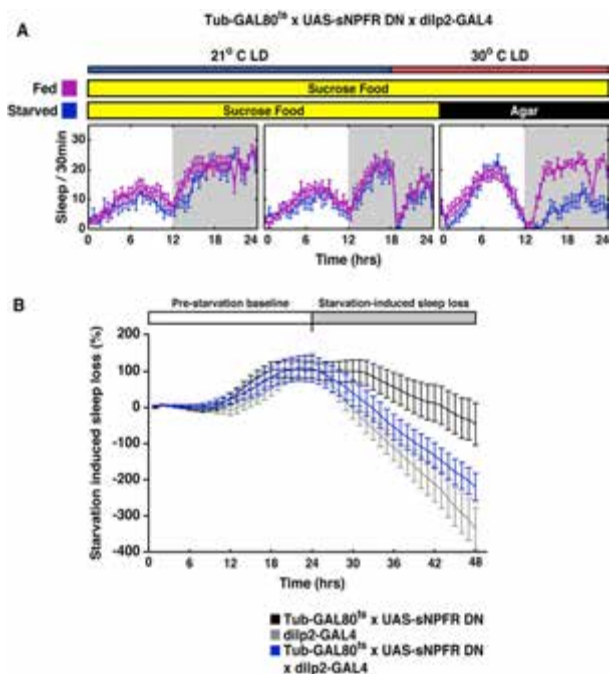 Tub-GAL80ts x UAS-sNPFR DN x dilp2-GAL4
A
21° C LD 30° C LD
Fed Sucrose Food
Starved Sucrose Food Agar
Sleep / 30min
20
10
0
0 6 12 18 24 0 6 12 18 24 0 6 12 18 24
Time (hrs) Time (hrs) Time (hrs)
B
Pre-starvation baseline Starvation-induced sleep loss
Starvation induced sleep loss (%)
200
100
0
-100
-200
-300
-400
0 6 12 18 24 30 36 42 48
Time (hrs)
Tub-GAL80ts x UAS-sNPFR DN
dilp2-GAL4
Tub-GAL80ts x UAS-sNPFR DN
x dilp2-GAL4